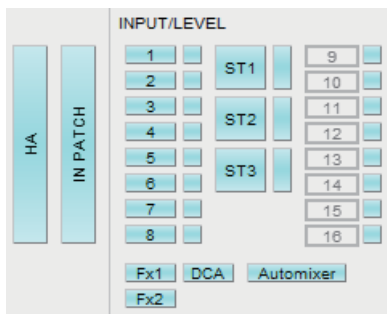 INPUT/LEVEL
HA
IN PATCH
1
2
3
4
5
6
7
8
ST1
ST2
ST3
9
10
11
12
13
14
15
16
Fx1 DCA Automixer
Fx2